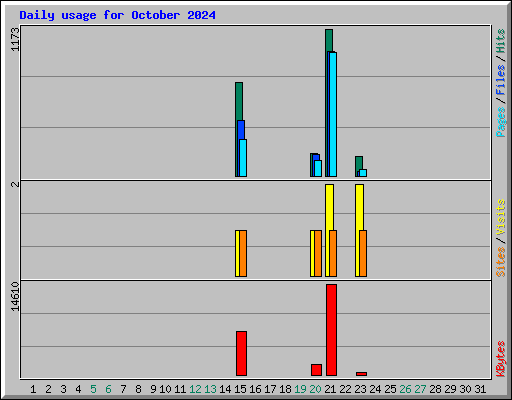 Daily usage for October 2024
1173
Pages / Files / Hits
2
Sites / Visits
14610
KBytes
1 2 3 4 5 6 7 8 9 10 11 12 13 14 15 16 17 18 19 20 21 22 23 24 25 26 27 28 29 30 31